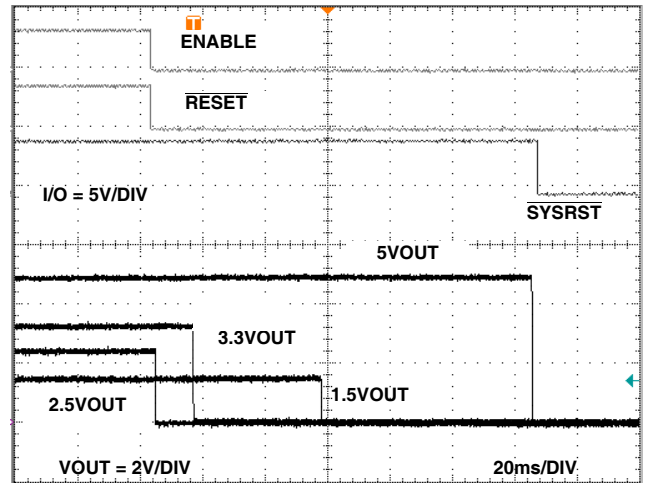 T
ENABLE
RESET
I/O = 5V/DIV
SYSRST
5VOUT
3.3VOUT
2.5VOUT
1.5VOUT
VOUT = 2V/DIV
20ms/DIV